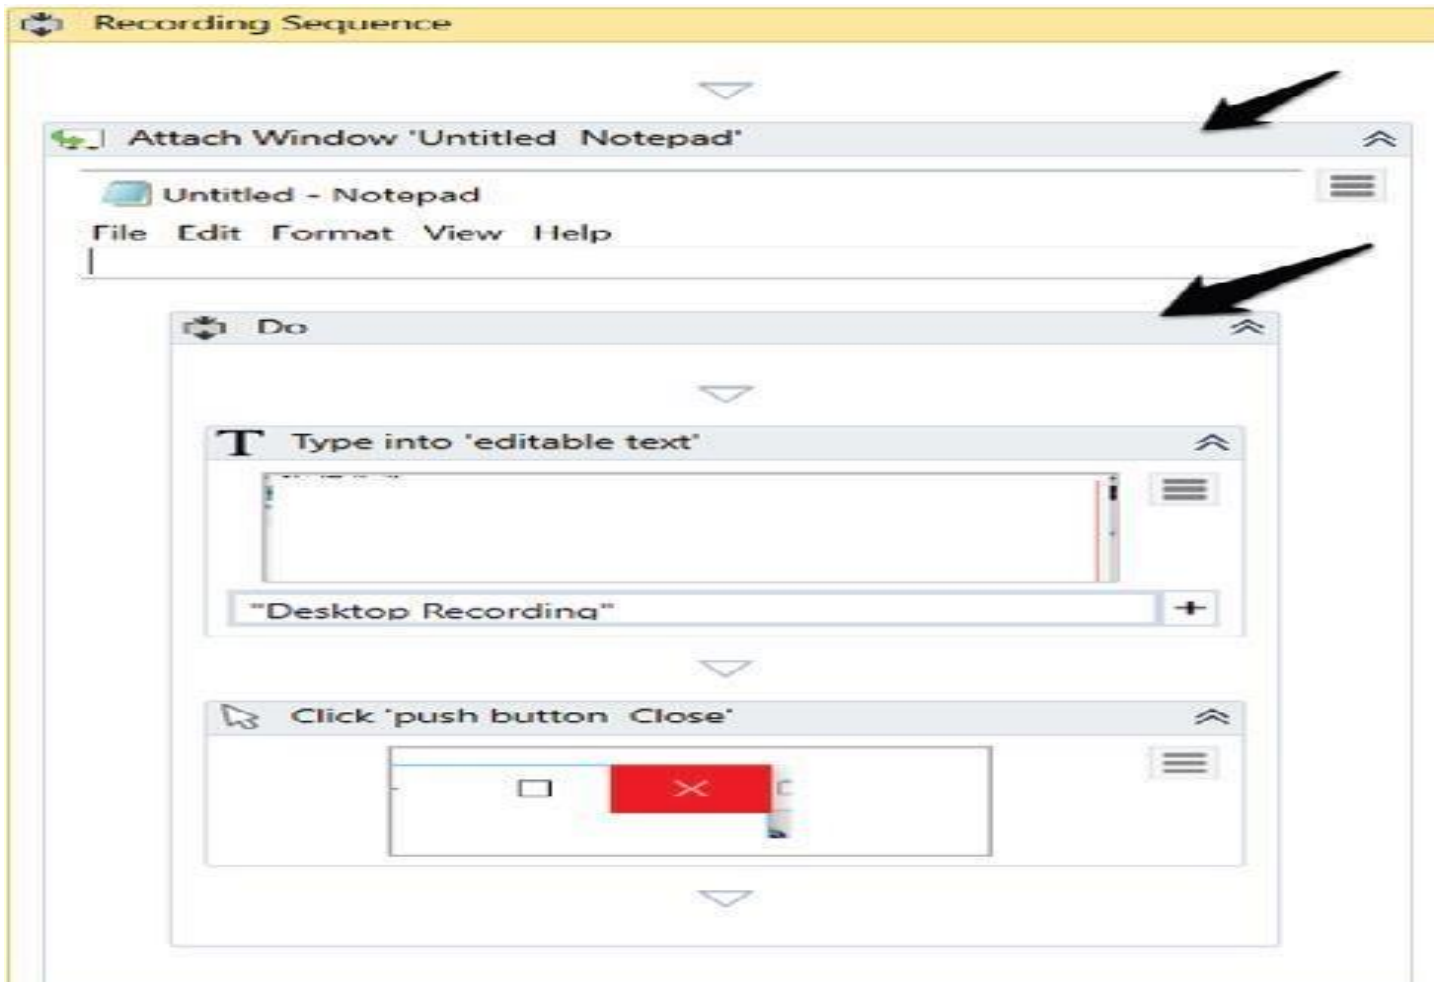 Recording Sequence
Attach Window 'Untitled Notepad'
Untitled - Notepad
File Edit Format View Help
Do
T Type into 'editable text'
"Desktop Recording"
Click 'push button Close'